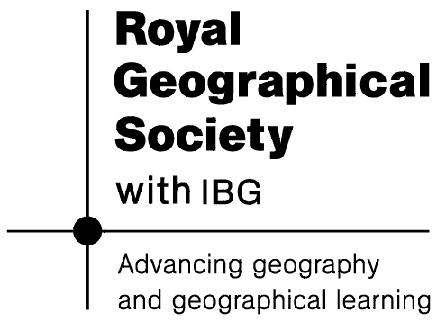 Royal
Geographical
Society
with IBG
Advancing geography
and geographical learning